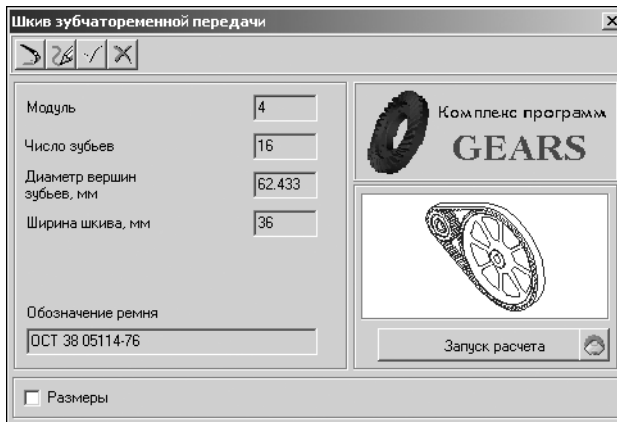 Шкив зубчаторременной передачи
Модуль 4
Число зубьев 16
Диаметр вершин
зубьев, мм 62.433
Ширина шкива, мм 36
Обозначение ремня
ОСТ 38 05114-76
Комплекс программ
GEARS
Запуск расчета
Размеры